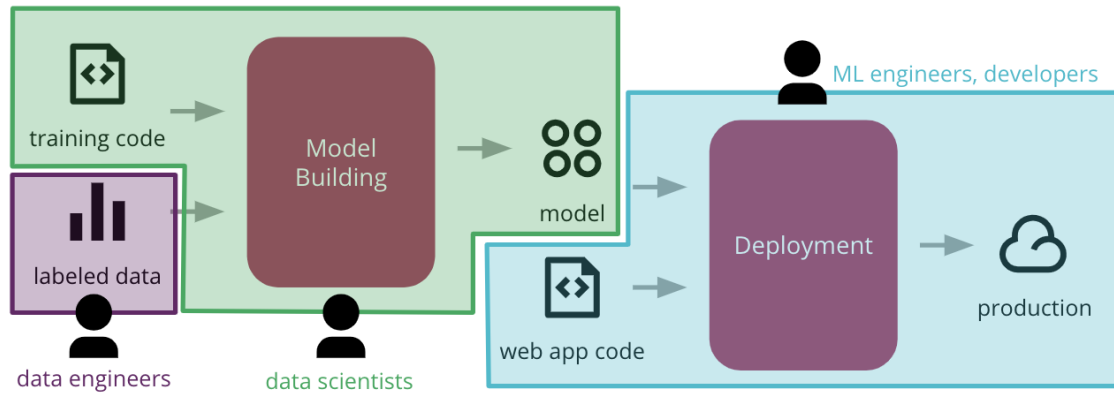 training code
Model
Building
model
labeled data
data engineers
data scientists
ML engineers, developers
Deployment
web app code
production